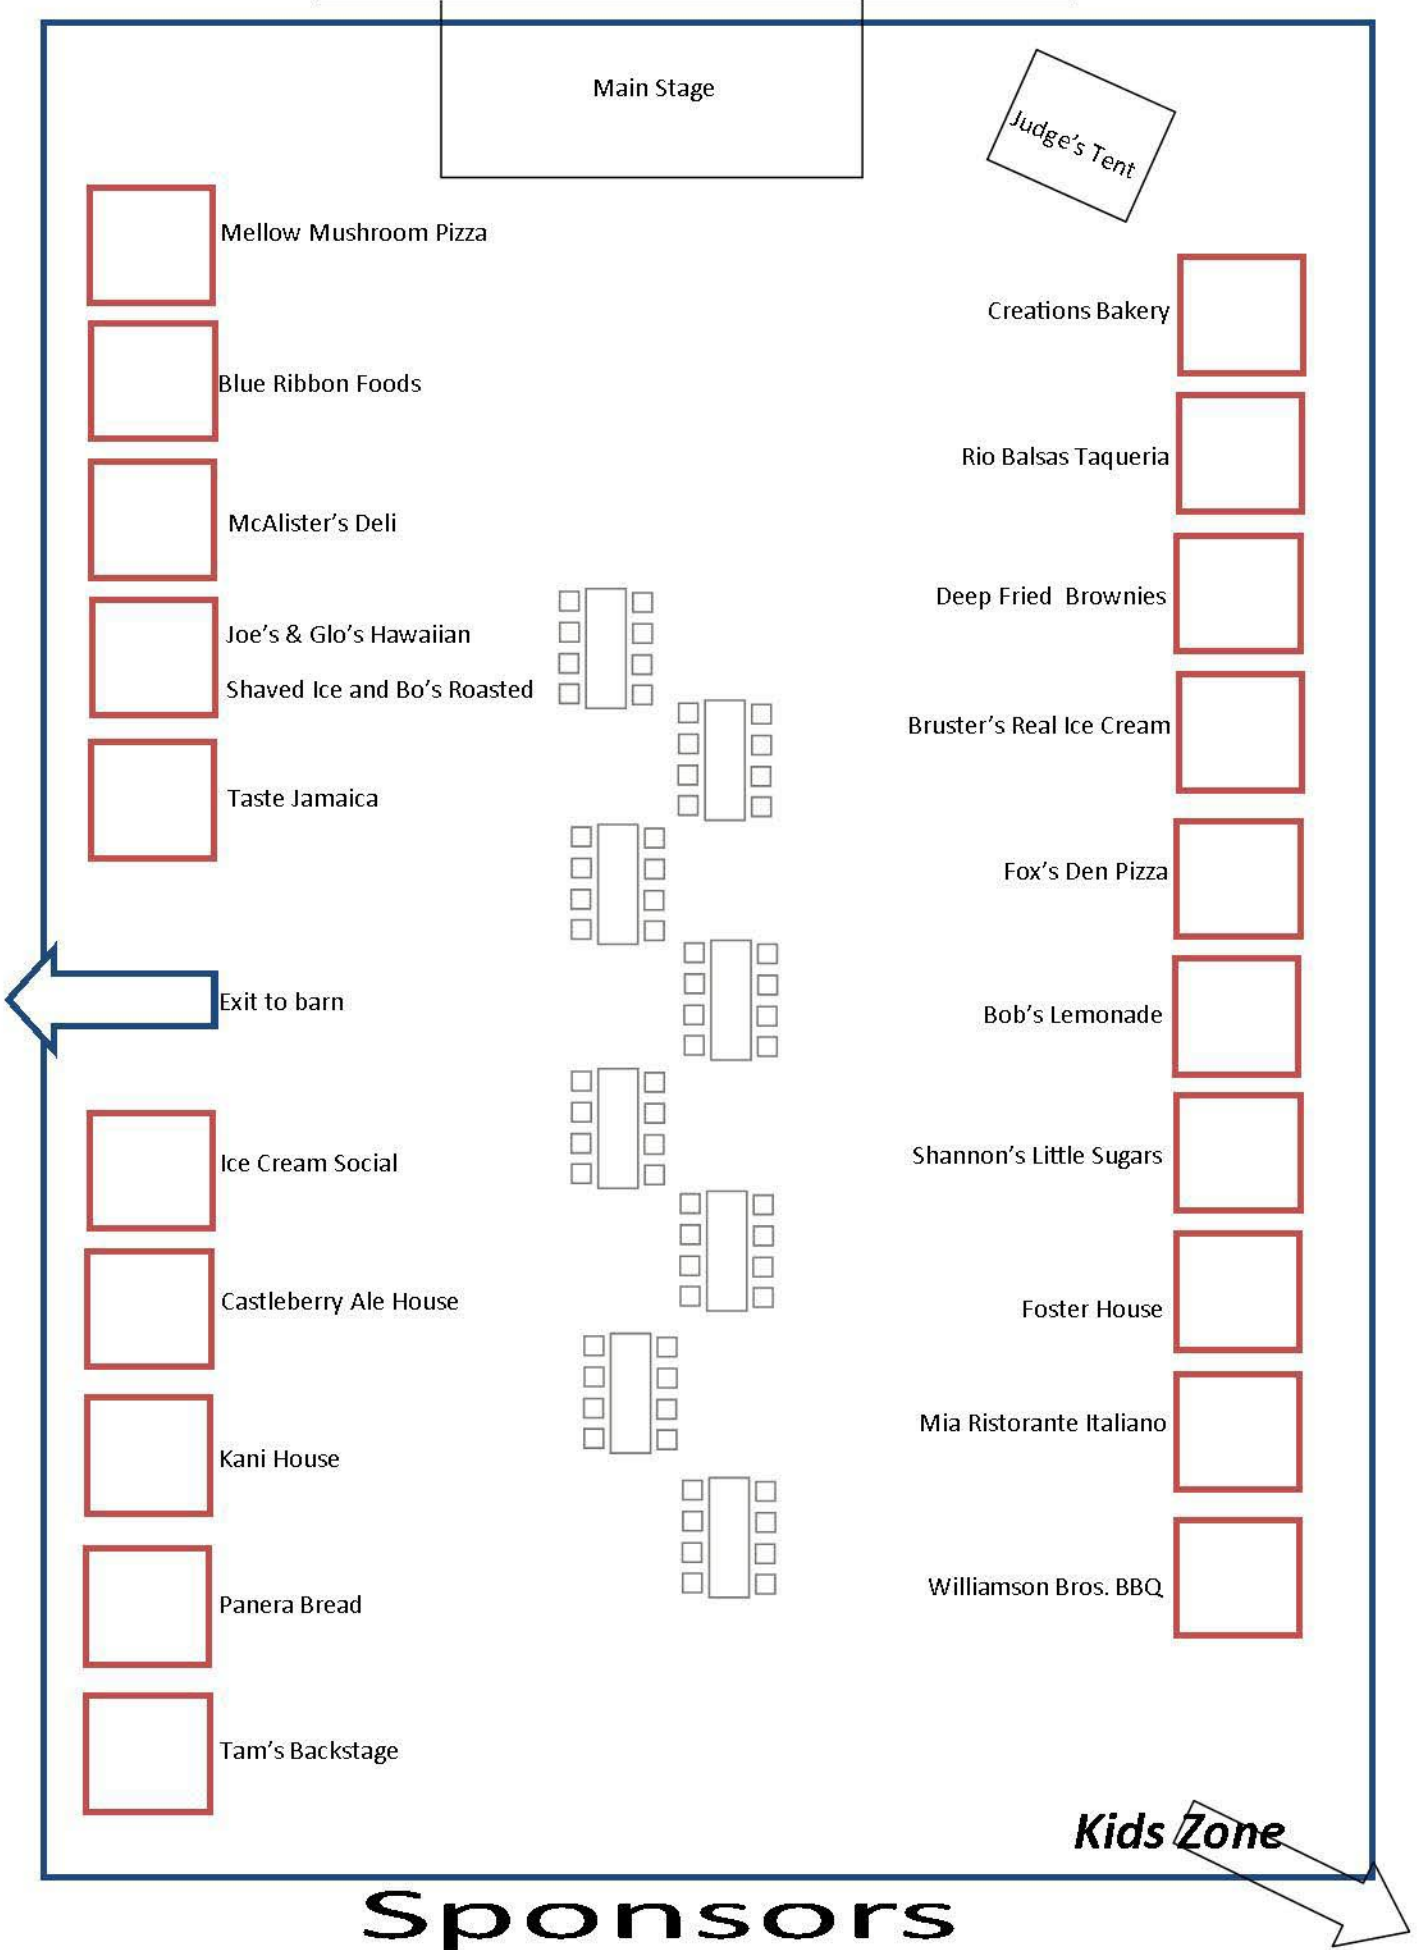 Main Stage
Judge's Tent
Mellow Mushroom Pizza
Creations Bakery
Blue Ribbon Foods
Rio Balsas Taqueria
McAlister's Deli
Deep Fried  Brownies
Joe's & Glo's Hawaiian
Shaved Ice and Bo's Roasted
Bruster's Real Ice Cream
Taste Jamaica
Fox's Den Pizza
Exit to barn
Bob's Lemonade
Ice Cream Social
Shannon's Little Sugars
Castleberry Ale House
Foster House
Kani House
Mia Ristorante Italiano
Panera Bread
Williamson Bros. BBQ
Tam's Backstage
Kids Zone
Sponsors